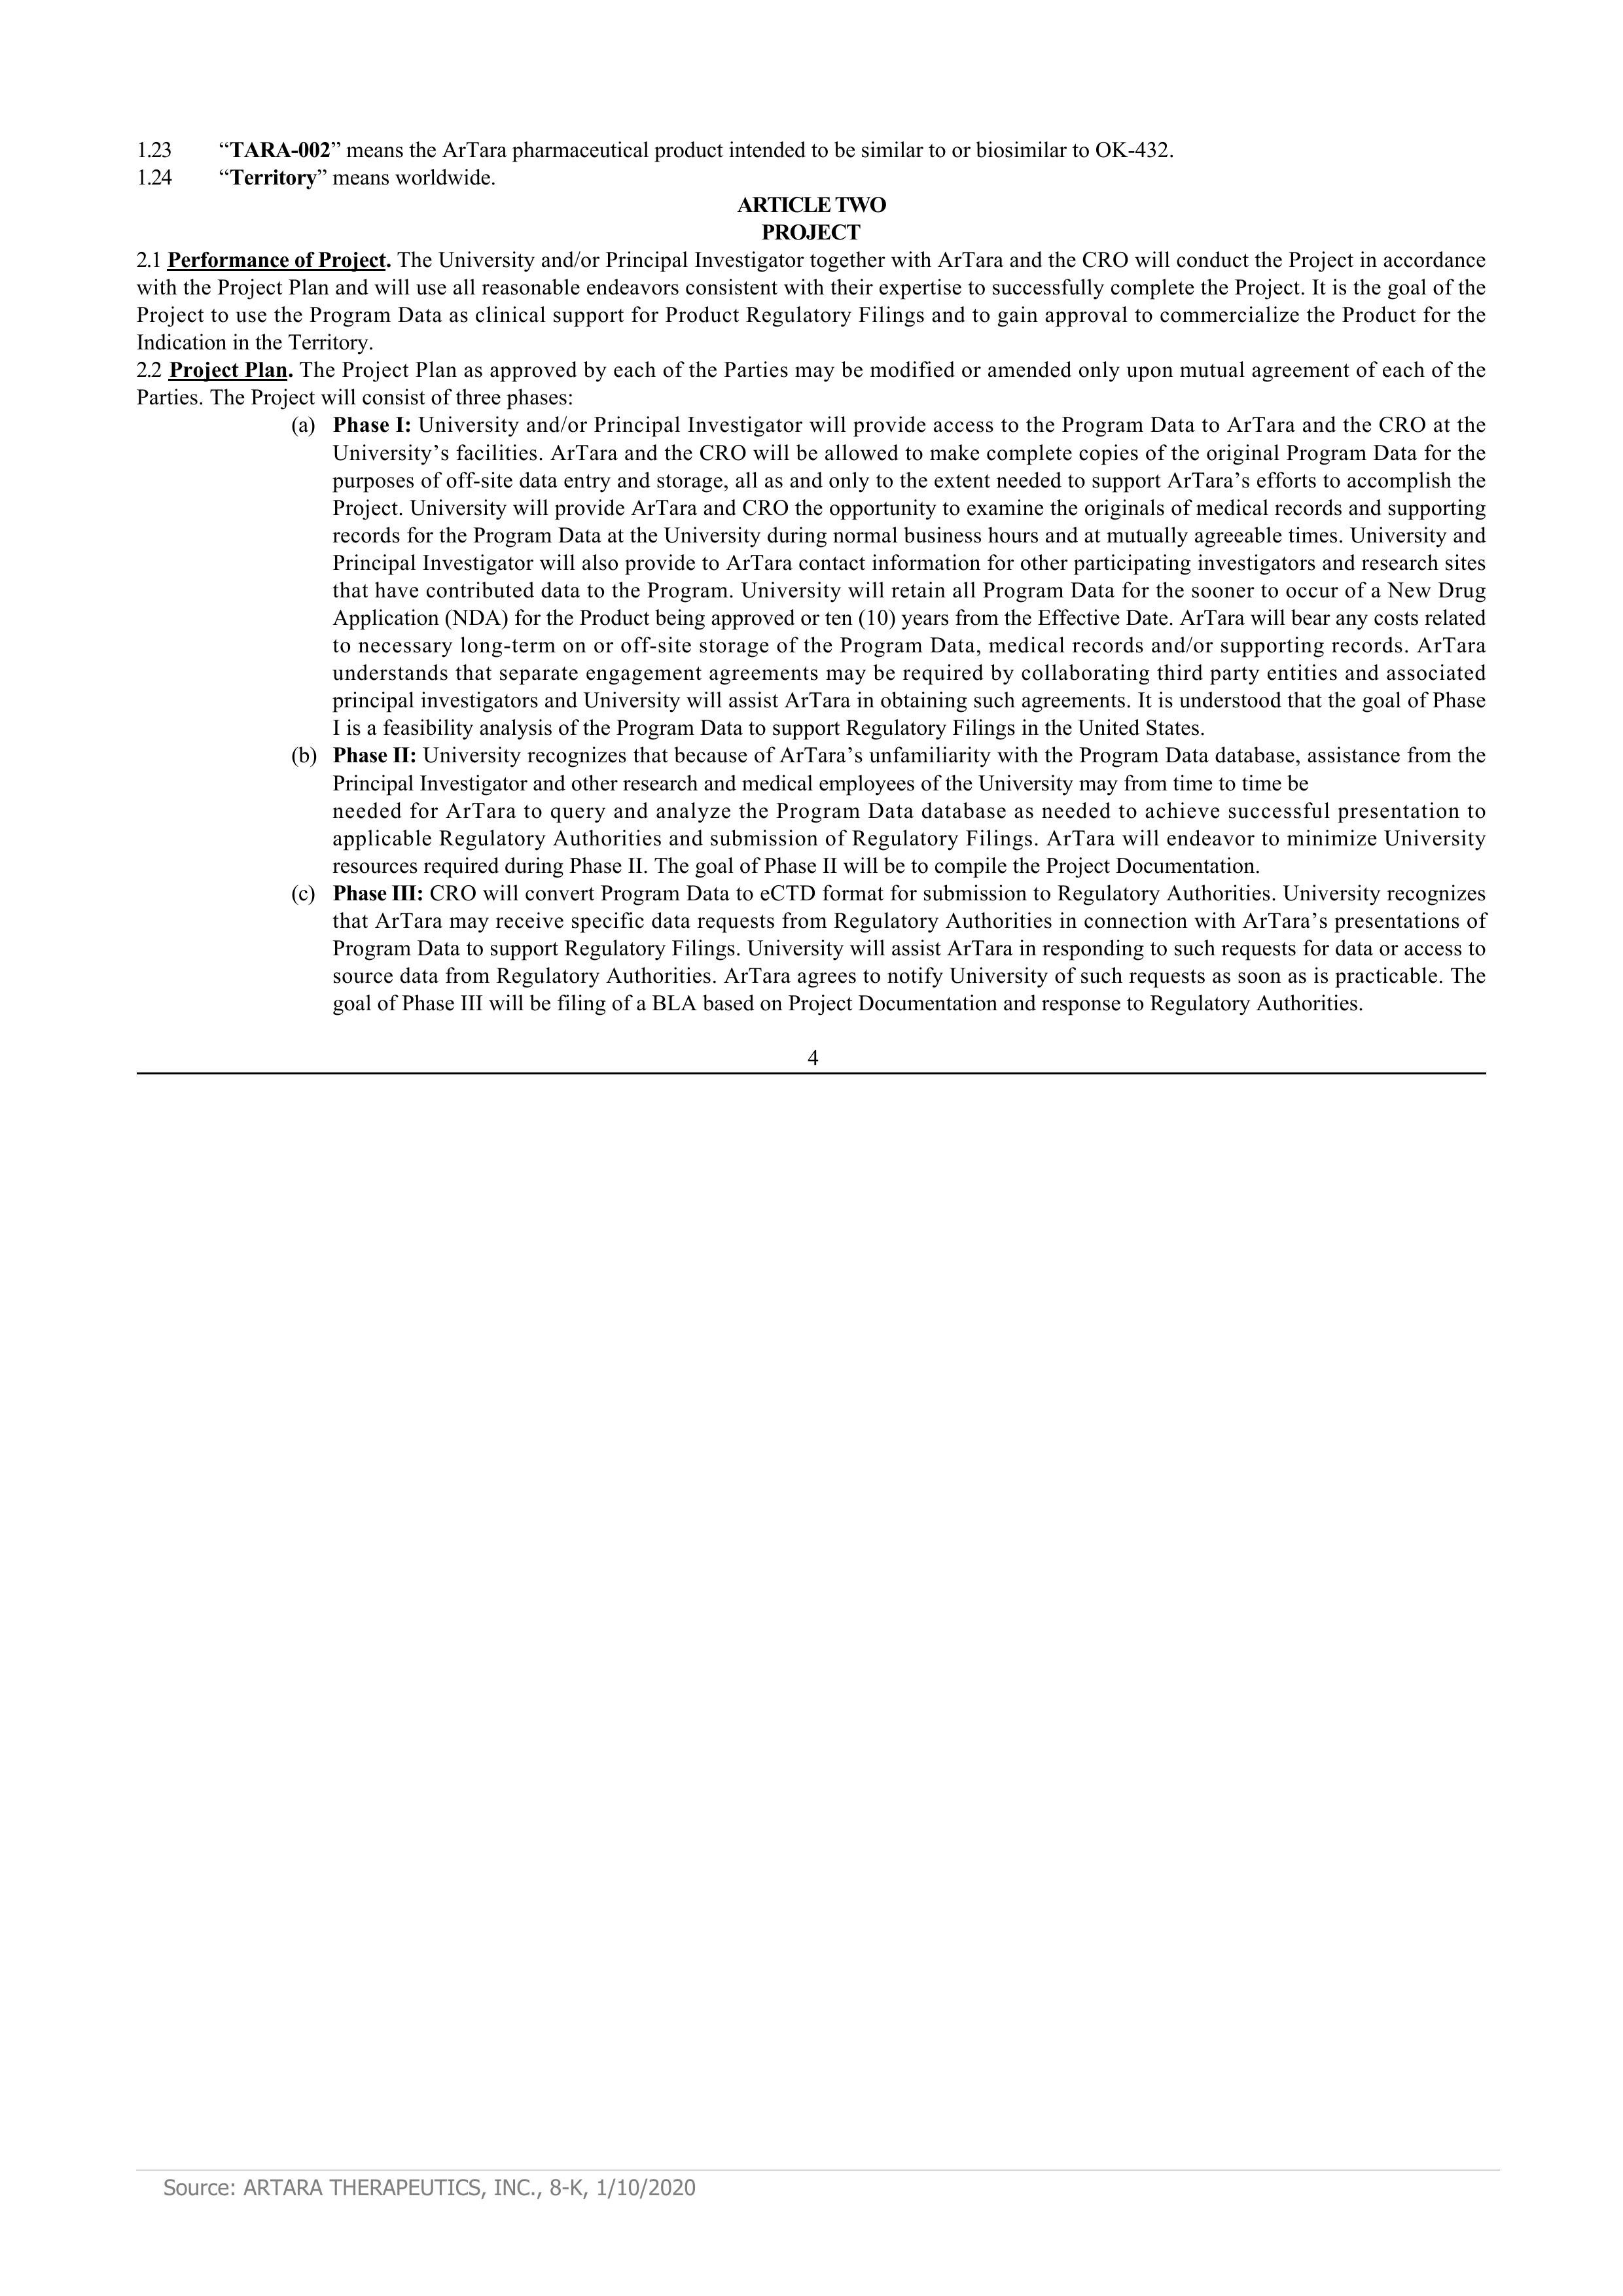 1.23 “TARA-002” means the ArTara pharmaceutical product intended to be similar to or biosimilar to OK-432.
1.24 “Territory” means worldwide.
ARTICLE TWO
PROJECT
2.1 Performance of Project. The University and/or Principal Investigator together with ArTara and the CRO will conduct the Project in accordance
with the Project Plan and will use all reasonable endeavors consistent with their expertise to successfully complete the Project. It is the goal of the
Project to use the Program Data as clinical support for Product Regulatory Filings and to gain approval to commercialize the Product for the
Indication in the Territory.
2.2 Project Plan. The Project Plan as approved by each of the Parties may be modified or amended only upon mutual agreement of each of the
Parties. The Project will consist of three phases:
(a) Phase I: University and/or Principal Investigator will provide access to the Program Data to ArTara and the CRO at the
University’s facilities. ArTara and the CRO will be allowed to make complete copies of the original Program Data for the
purposes of off-site data entry and storage, all as and only to the extent needed to support ArTara’s efforts to accomplish the
Project. University will provide ArTara and CRO the opportunity to examine the originals of medical records and supporting
records for the Program Data at the University during normal business hours and at mutually agreeable times. University and
Principal Investigator will also provide to ArTara contact information for other participating investigators and research sites
that have contributed data to the Program. University will retain all Program Data for the sooner to occur of a New Drug
Application (NDA) for the Product being approved or ten (10) years from the Effective Date. ArTara will bear any costs related
to necessary long-term on or off-site storage of the Program Data, medical records and/or supporting records. ArTara
understands that separate engagement agreements may be required by collaborating third party entities and associated
principal investigators and University will assist ArTara in obtaining such agreements. It is understood that the goal of Phase
I is a feasibility analysis of the Program Data to support Regulatory Filings in the United States.
(b) Phase II: University recognizes that because of ArTara’s unfamiliarity with the Program Data database, assistance from the
Principal Investigator and other research and medical employees of the University may from time to time be
needed for ArTara to query and analyze the Program Data database as needed to achieve successful presentation to
applicable Regulatory Authorities and submission of Regulatory Filings. ArTara will endeavor to minimize University
resources required during Phase II. The goal of Phase II will be to compile the Project Documentation.
(c) Phase III: CRO will convert Program Data to eCTD format for submission to Regulatory Authorities. University recognizes
that ArTara may receive specific data requests from Regulatory Authorities in connection with ArTara’s presentations of
Program Data to support Regulatory Filings. University will assist ArTara in responding to such requests for data or access to
source data from Regulatory Authorities. ArTara agrees to notify University of such requests as soon as is practicable. The
goal of Phase III will be filing of a BLA based on Project Documentation and response to Regulatory Authorities.
4
Source: ARTARA THERAPEUTICS, INC., 8-K, 1/10/2020